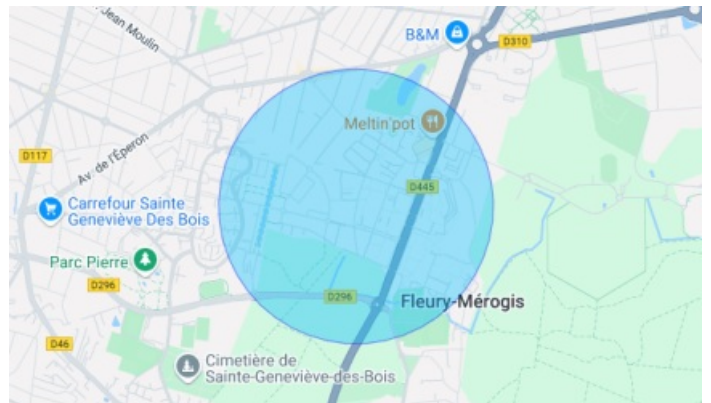 Jean Moulin
B&M
D310
Meltin'pot
D117
Av. de l'Éperon
D445
Carrefour Sainte
Geneviève Des Bois
Parc Pierre
D296
D296
Fleury-Mérogis
D46
Cimetière de
Sainte-Geneviève-des-Bois